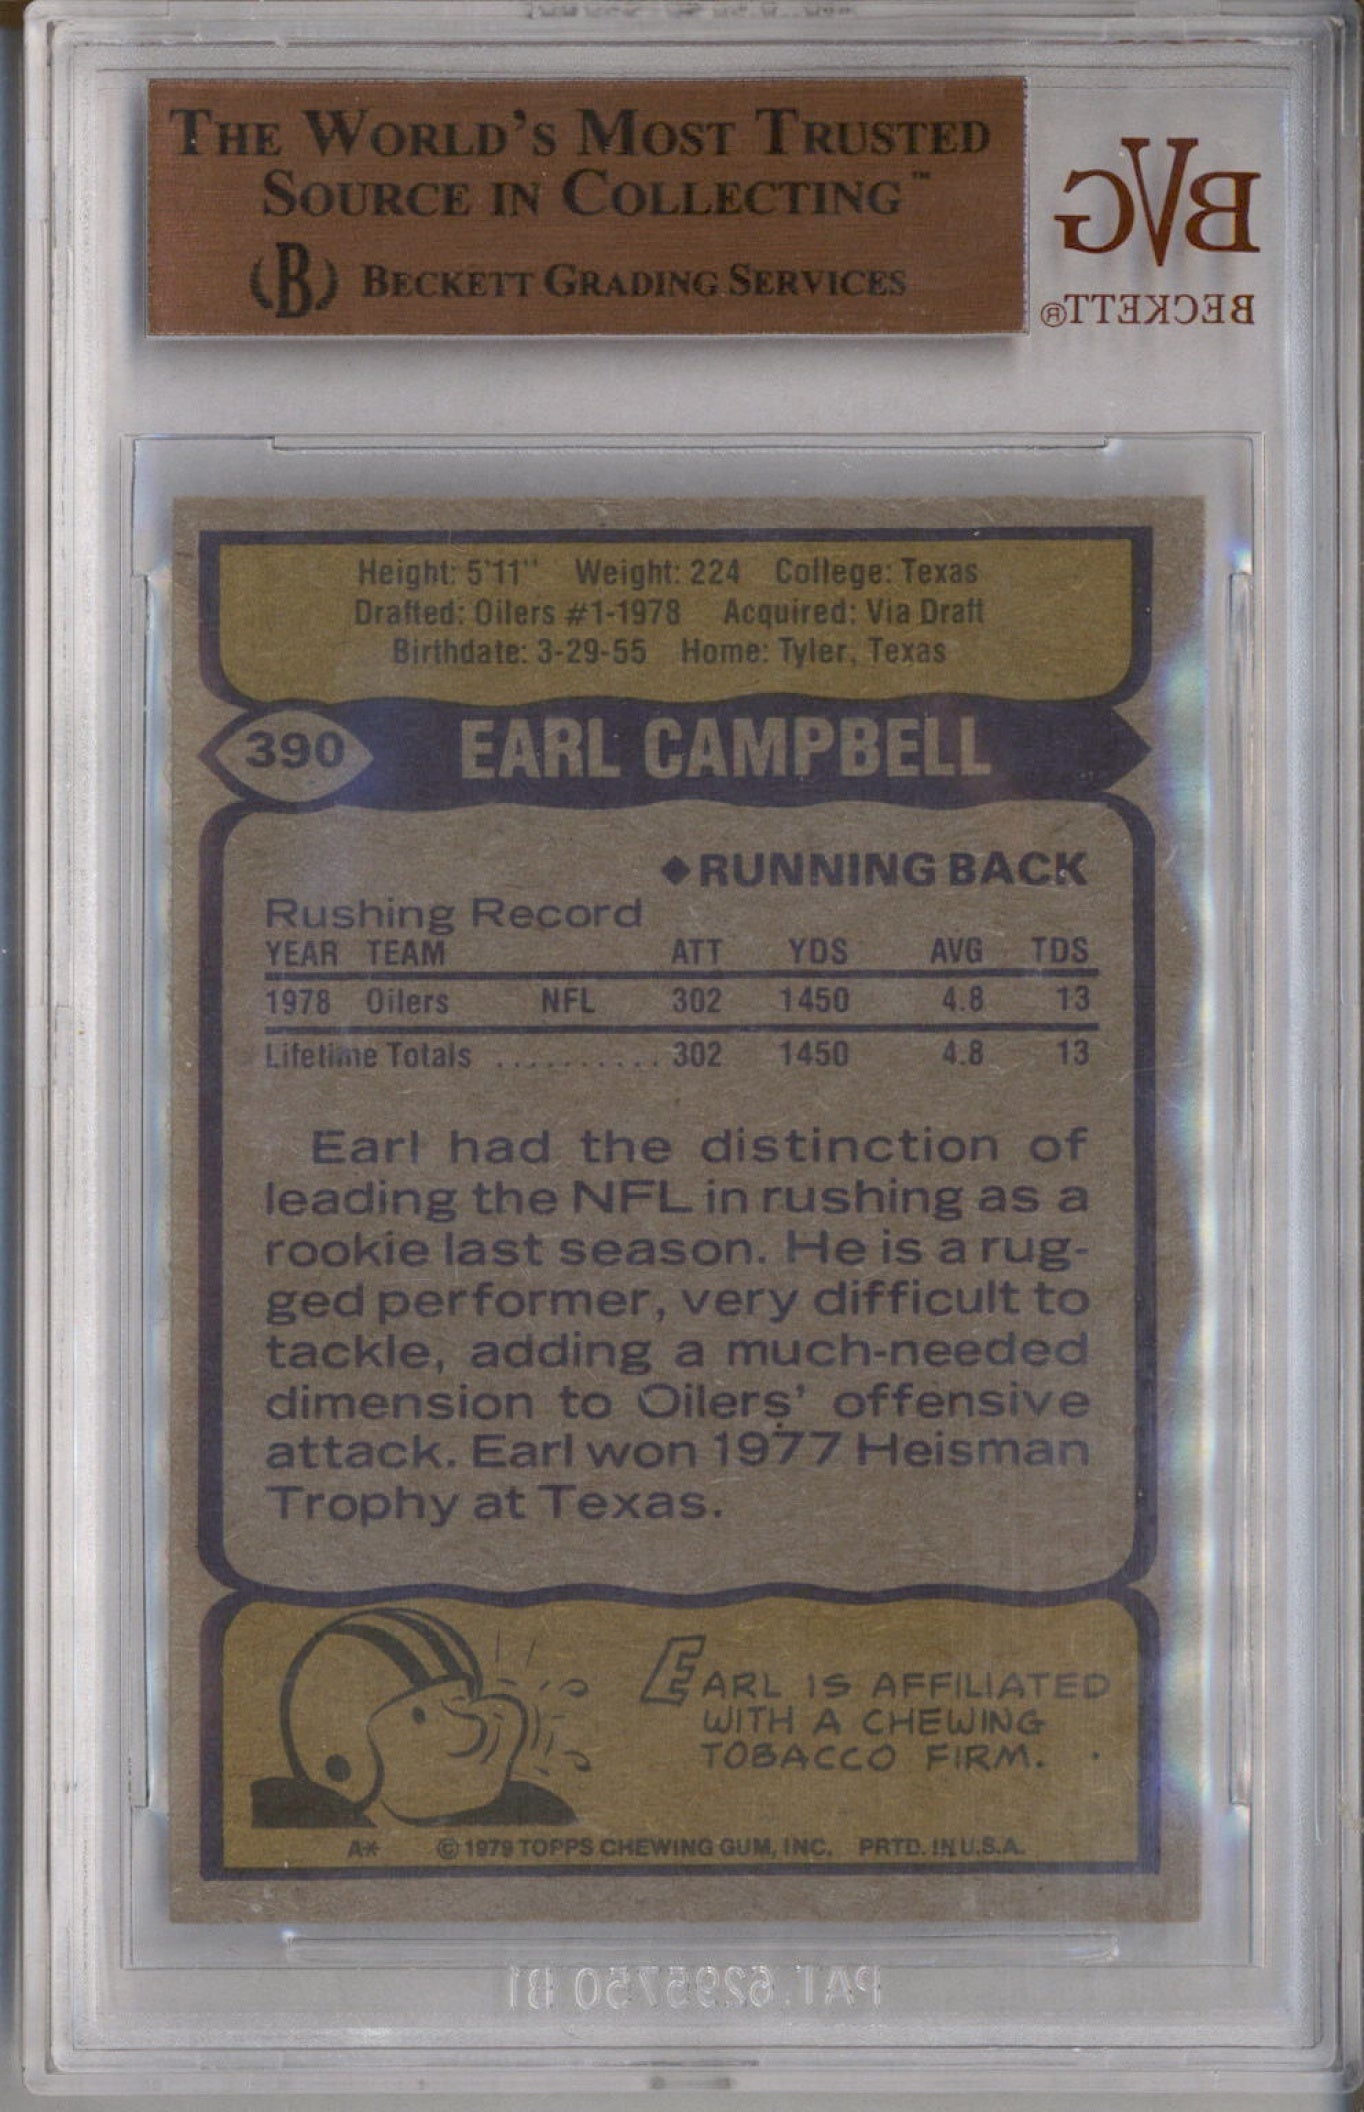 THE WORLD'S MOST TRUSTED
SOURCE IN COLLECTING™
(B) BECKETT GRADING SERVICES
BVG
BECKETT®
Height: 5'11" Weight: 224 College: Texas
Drafted: Oilers #1-1978 Acquired: Via Draft
Birthdate: 3-29-55 Home: Tyler, Texas
390 EARL CAMPBELL
◆RUNNING BACK
Rushing Record
YEAR TEAM ATT YDS AVG TDS
1978 Oilers NFL 302 1450 4.8 13
Lifetime Totals .......... 302 1450 4.8 13
Earl had the distinction of
leading the NFL in rushing as a
rookie last season. He is a rug-
ged performer, very difficult to
tackle, adding a much-needed
dimension to Oilers' offensive
attack. Earl won 1977 Heisman
Trophy at Texas.
EARL IS AFFILIATED
WITH A CHEWING
TOBACCO FIRM.
A* © 1979 TOPPS CHEWING GUM, INC. PRTD. IN U.S.A.
PAT. 6295750 B1